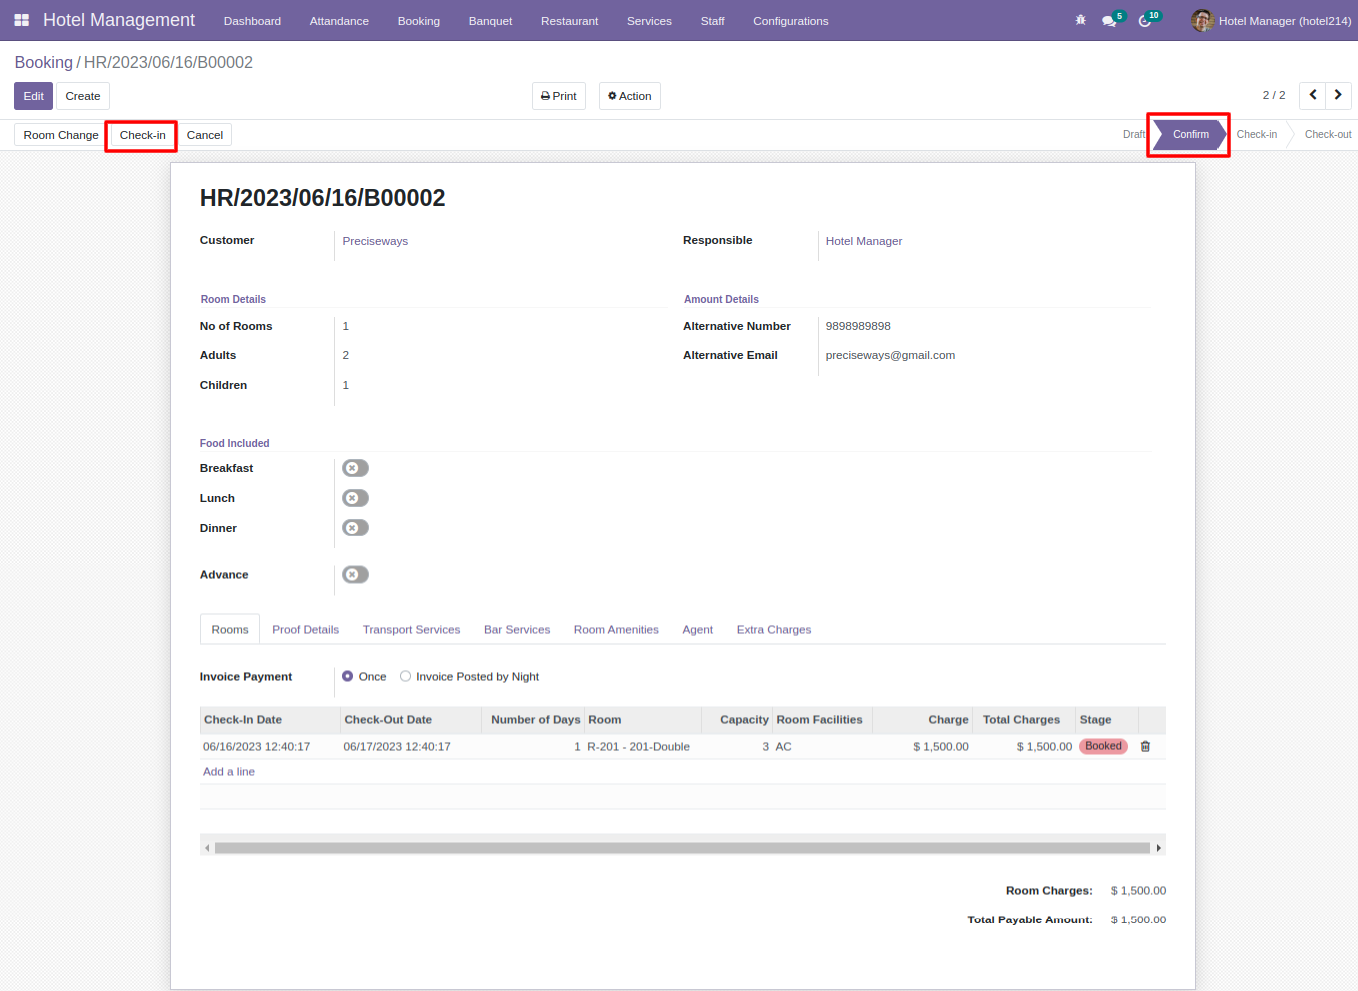 Hotel Management Dashboard Attandance Booking Banquet Restaurant Services Staff Configurations 5 10 Hotel Manager (hotel214)
Booking / HR/2023/06/16/B00002
Edit Create Print Action 2 / 2
Room Change Check-in Cancel Draft Confirm Check-in Check-out
HR/2023/06/16/B00002
Customer Preciseways Responsible Hotel Manager
Room Details Amount Details
No of Rooms 1 Alternative Number 9898989898
Adults 2 Alternative Email preciseways@gmail.com
Children 1
Food Included
Breakfast
Lunch
Dinner
Advance
Rooms Proof Details Transport Services Bar Services Room Amenities Agent Extra Charges
Invoice Payment Once Invoice Posted by Night
Check-In Date Check-Out Date Number of Days Room Capacity Room Facilities Charge Total Charges Stage
06/16/2023 12:40:17 06/17/2023 12:40:17 1 R-201 - 201-Double 3 AC $ 1,500.00 $ 1,500.00 Booked
Add a line
Room Charges: $ 1,500.00
Total Payable Amount: $ 1,500.00